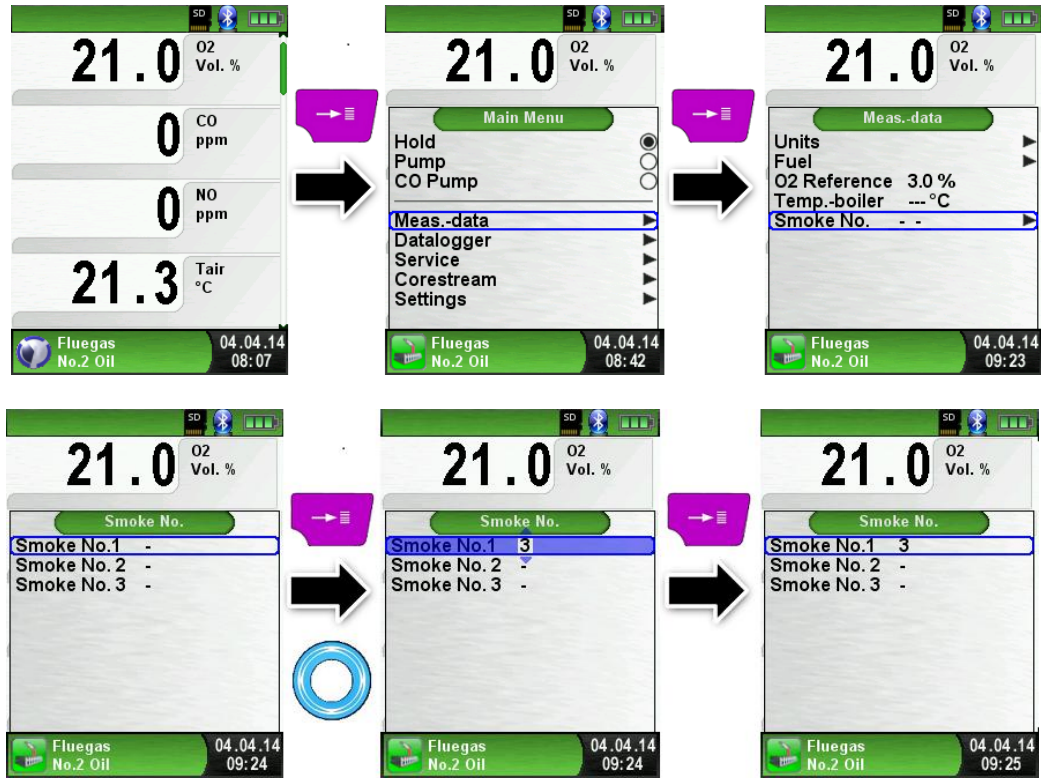 SD
21.0 O2 Vol. %
0 CO ppm
0 NO ppm
21.3 Tair °C
Fluegas 04.04.14
No.2 Oil 08:07
SD
21.0 O2 Vol. %
Main Menu
Hold
Pump
CO Pump
Meas.-data
Datalogger
Service
Corestream
Settings
Fluegas 04.04.14
No.2 Oil 08:42
SD
21.0 O2 Vol. %
Meas.-data
Units
Fuel
O2 Reference 3.0 %
Temp.-boiler --- °C
Smoke No. - -
Fluegas 04.04.14
No.2 Oil 09:23
SD
21.0 O2 Vol. %
Smoke No.
Smoke No.1 -
Smoke No. 2 -
Smoke No. 3 -
Fluegas 04.04.14
No.2 Oil 09:24
SD
21.0 O2 Vol. %
Smoke No.
Smoke No.1 3
Smoke No. 2 -
Smoke No. 3 -
Fluegas 04.04.14
No.2 Oil 09:24
SD
21.0 O2 Vol. %
Smoke No.
Smoke No.1 3
Smoke No. 2 -
Smoke No. 3 -
Fluegas 04.04.14
No.2 Oil 09:25